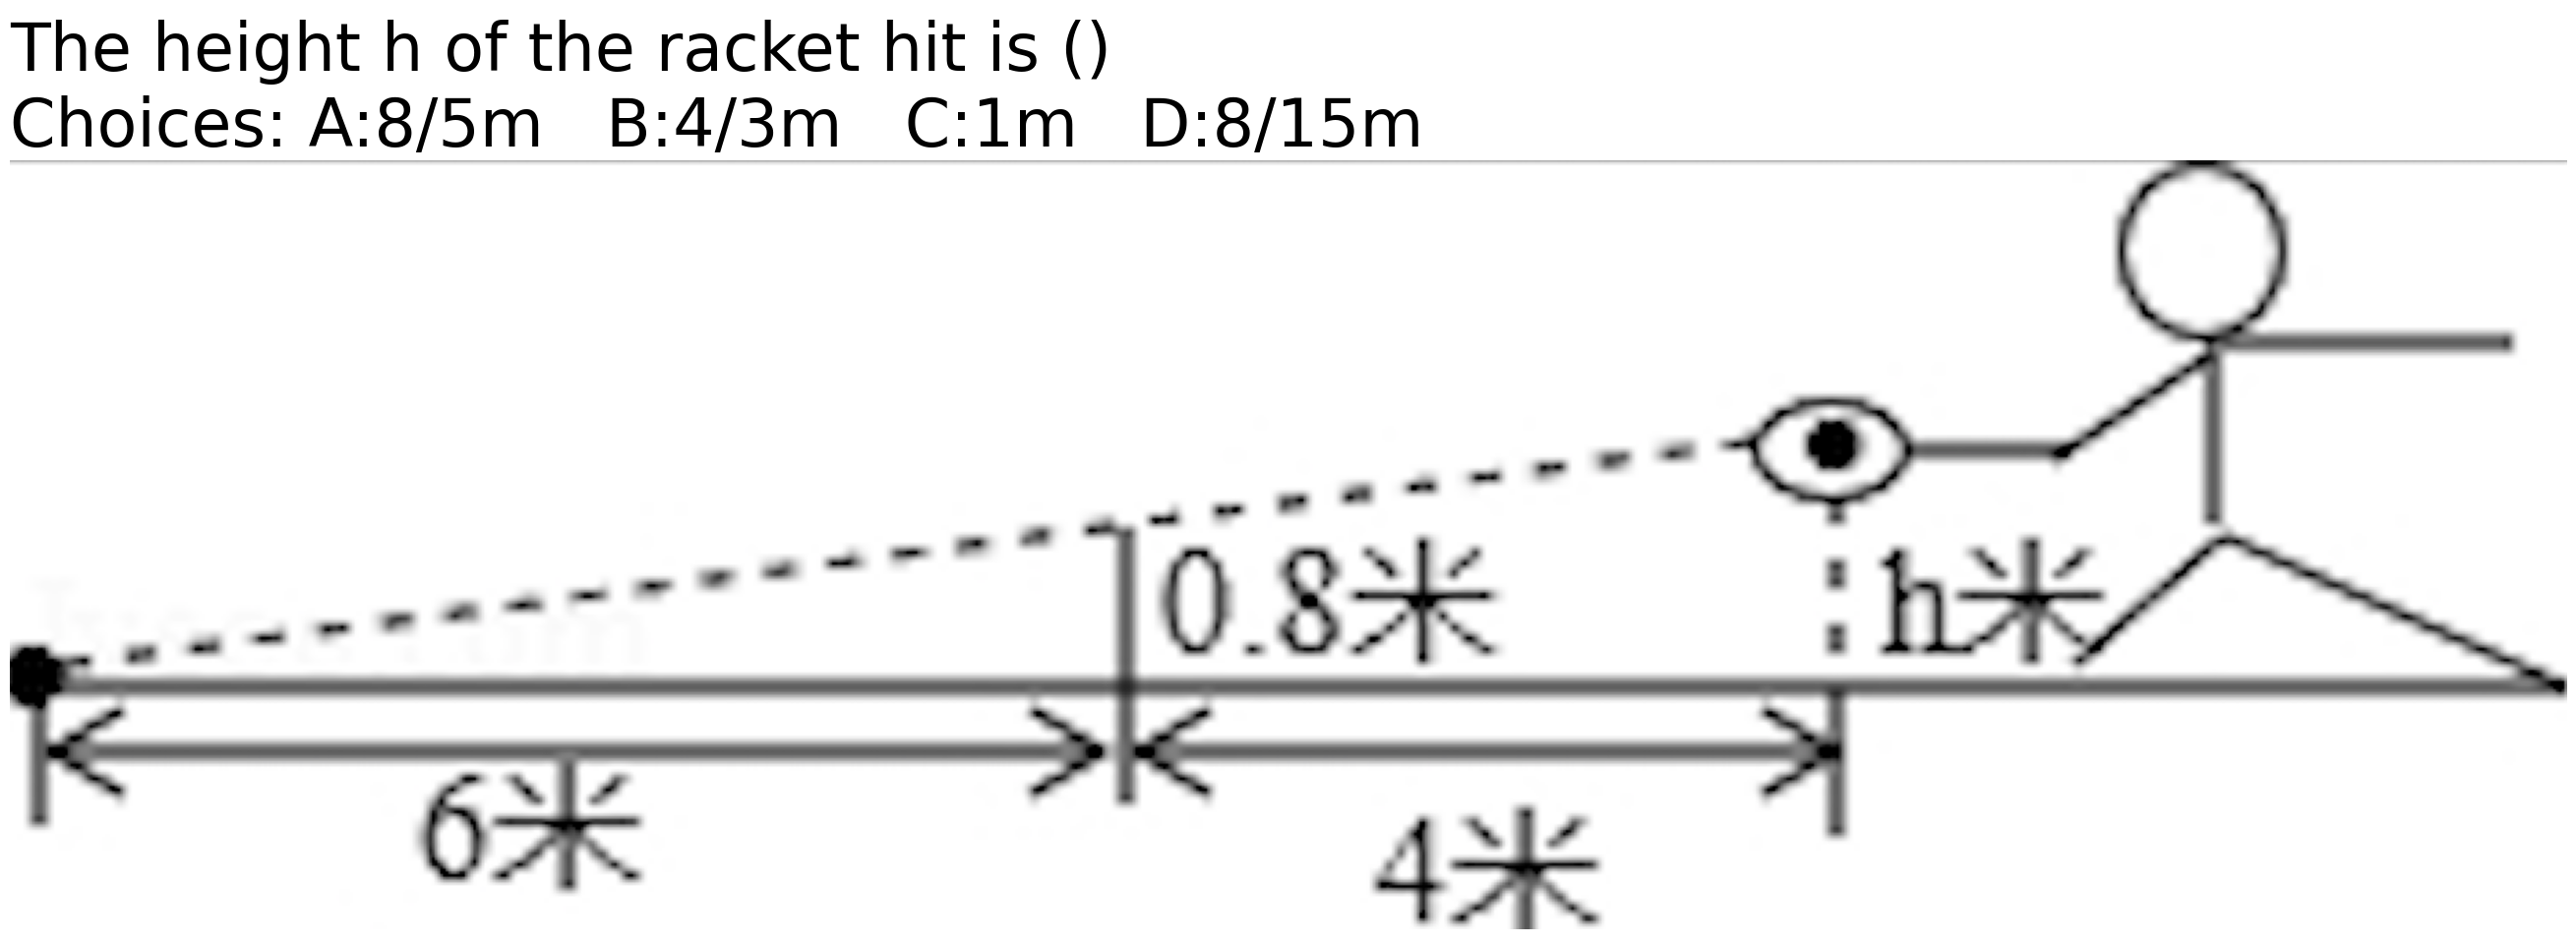 The height h of the racket hit is ()
Choices: A:8/5m B:4/3m C:1m D:8/15m
0.8米
h米
6米
4米